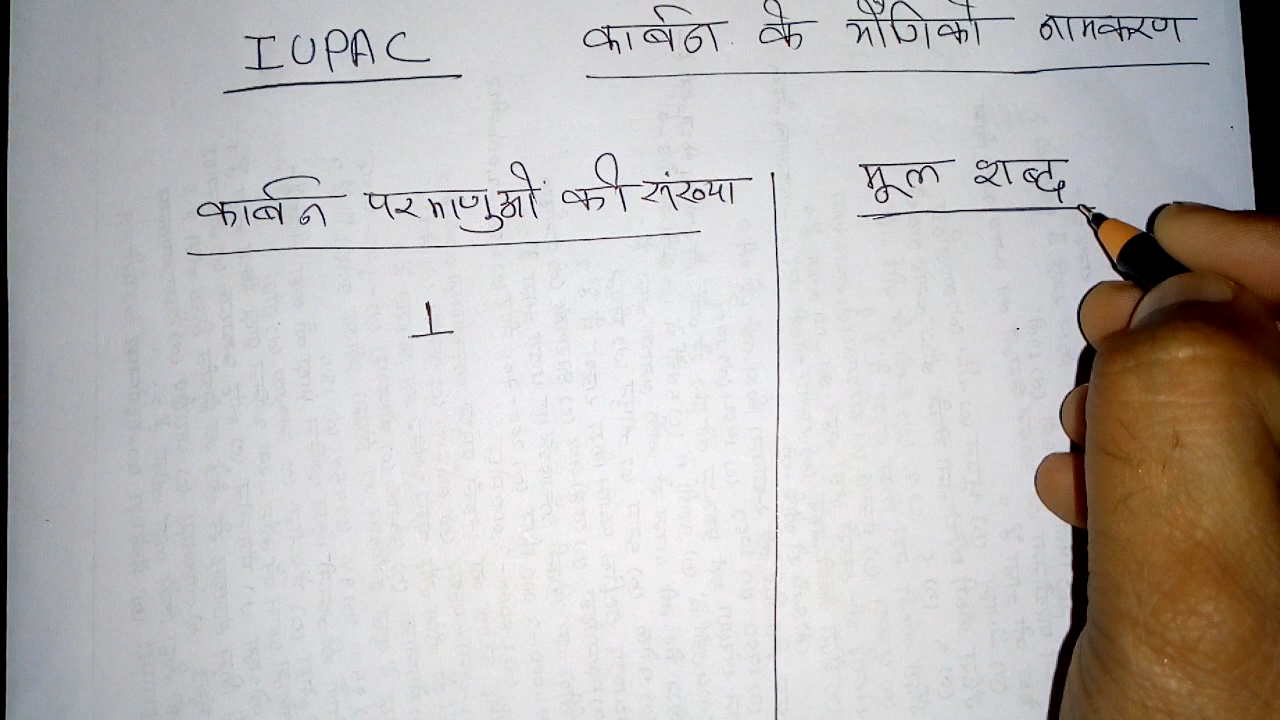 IUPAC कार्बन के यौगिकों नामकरण
कार्बन परमाणुओं की संख्या मूल शब्द
1